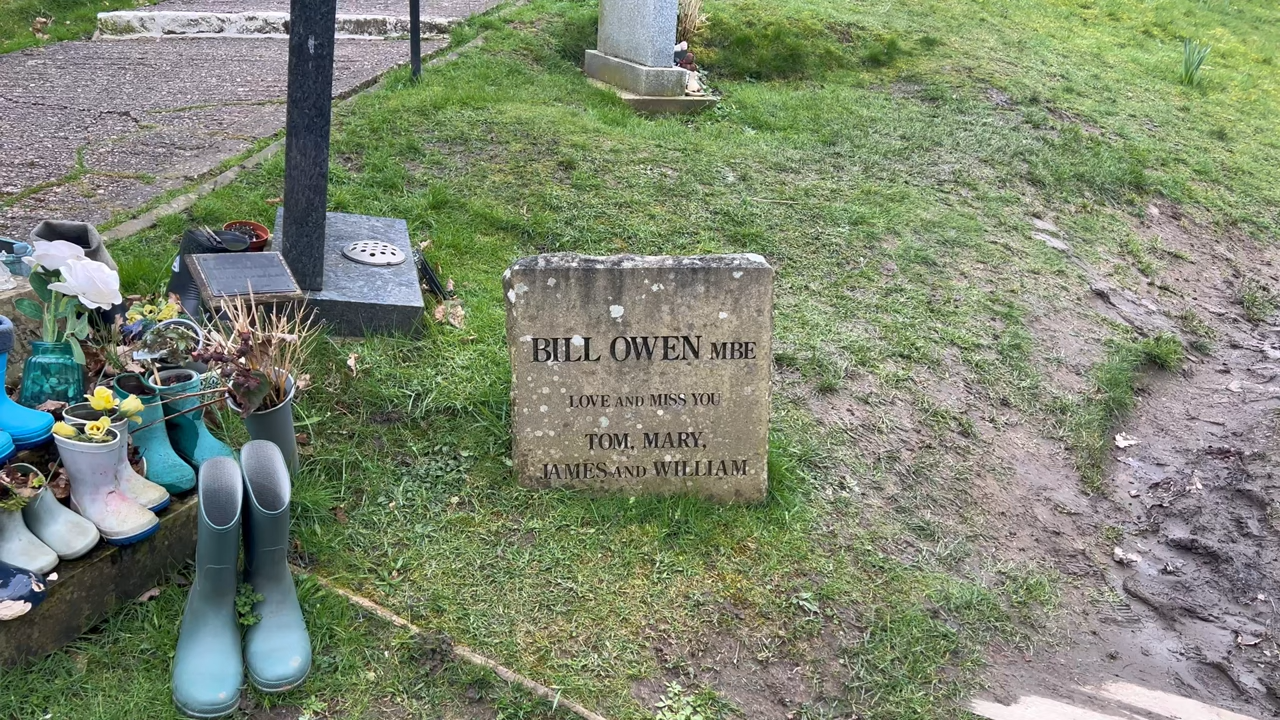 BILL OWEN MBE
LOVE AND MISS YOU
TOM, MARY,
JAMES AND WILLIAM